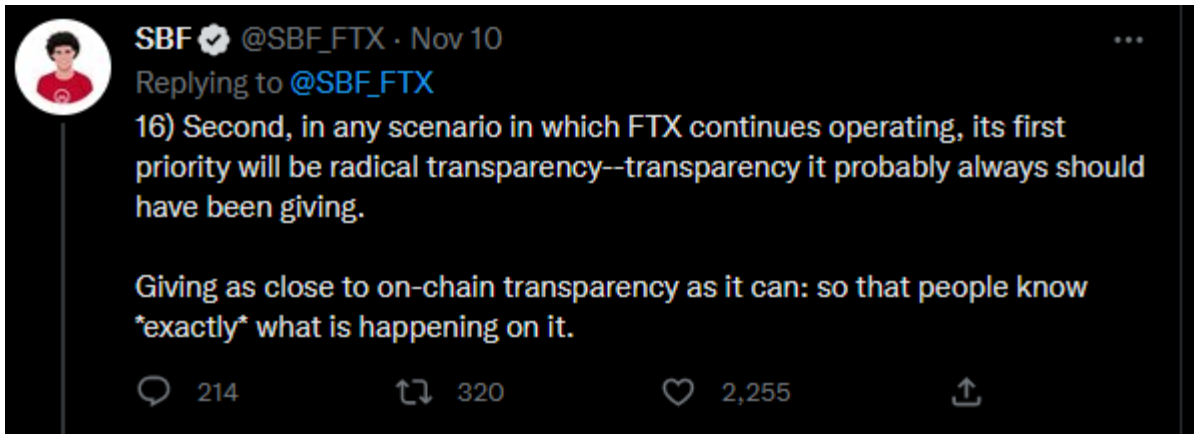 SBF @SBF_FTX · Nov 10
Replying to @SBF_FTX
16) Second, in any scenario in which FTX continues operating, its first
priority will be radical transparency--transparency it probably always should
have been giving.
Giving as close to on-chain transparency as it can: so that people know
*exactly* what is happening on it.
214 320 2,255